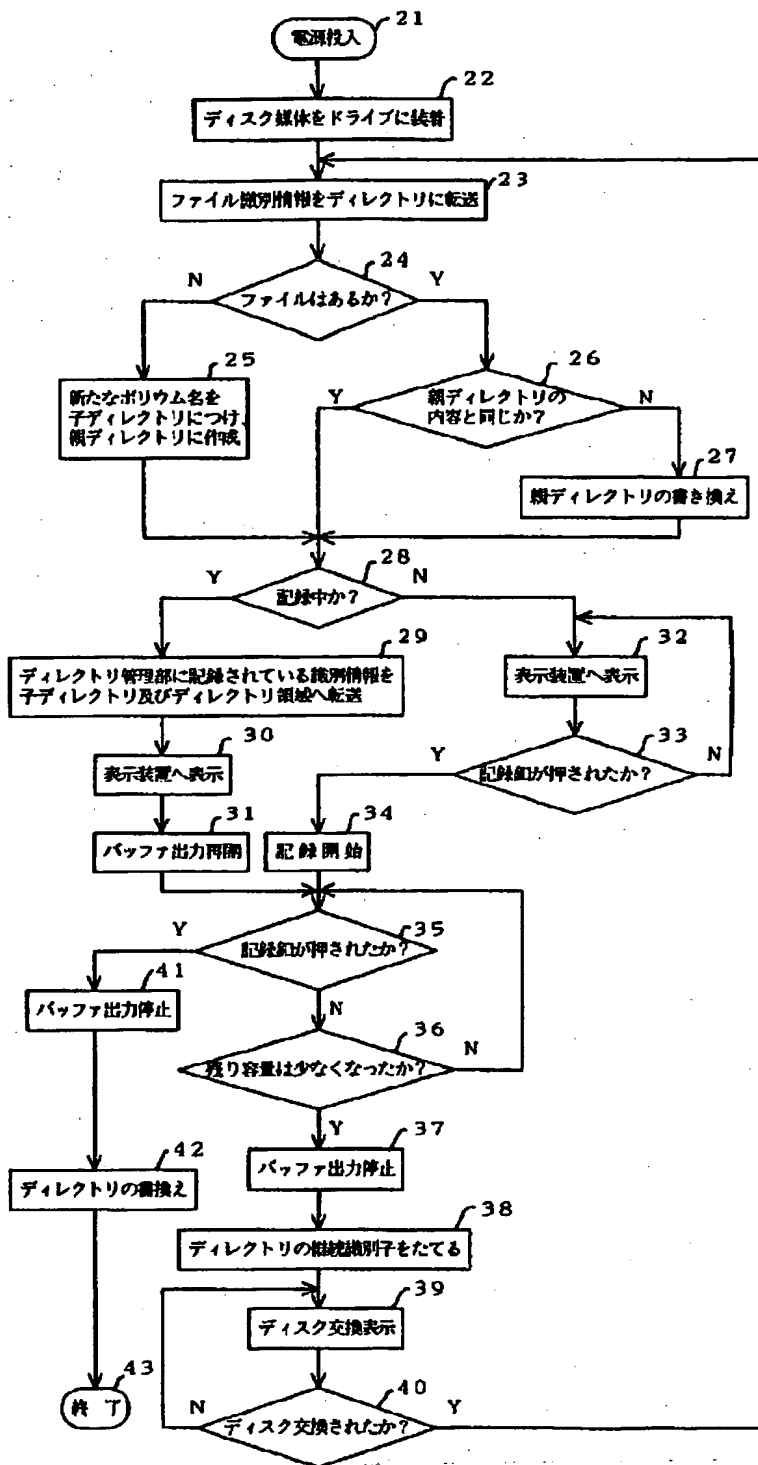 21
電源投入
22
ディスク媒体をドライブに装着
23
ファイル識別情報をディレクトリに転送
24
N
Y
ファイルはあるか?
25
新たなボリウム名を
子ディレクトリにつけ、
親ディレクトリに作成
26
Y
N
親ディレクトリの
内容と同じか?
27
親ディレクトリの書き換え
28
Y
N
記録中か?
29
ディレクトリ管理部に記録されている識別情報を
子ディレクトリ及びディレクトリ領域へ転送
32
表示装置へ表示
30
表示装置へ表示
33
Y
N
記録釦が押されたか?
31
バッファ出力再開
34
記録開始
35
Y
記録釦が押されたか?
41
バッファ出力停止
N
36
N
残り容量は少なくなったか?
Y
37
バッファ出力停止
42
ディレクトリの書換え
38
ディレクトリの継続識別子をたてる
39
ディスク交換表示
43
終了
40
N
Y
ディスク交換されたか?